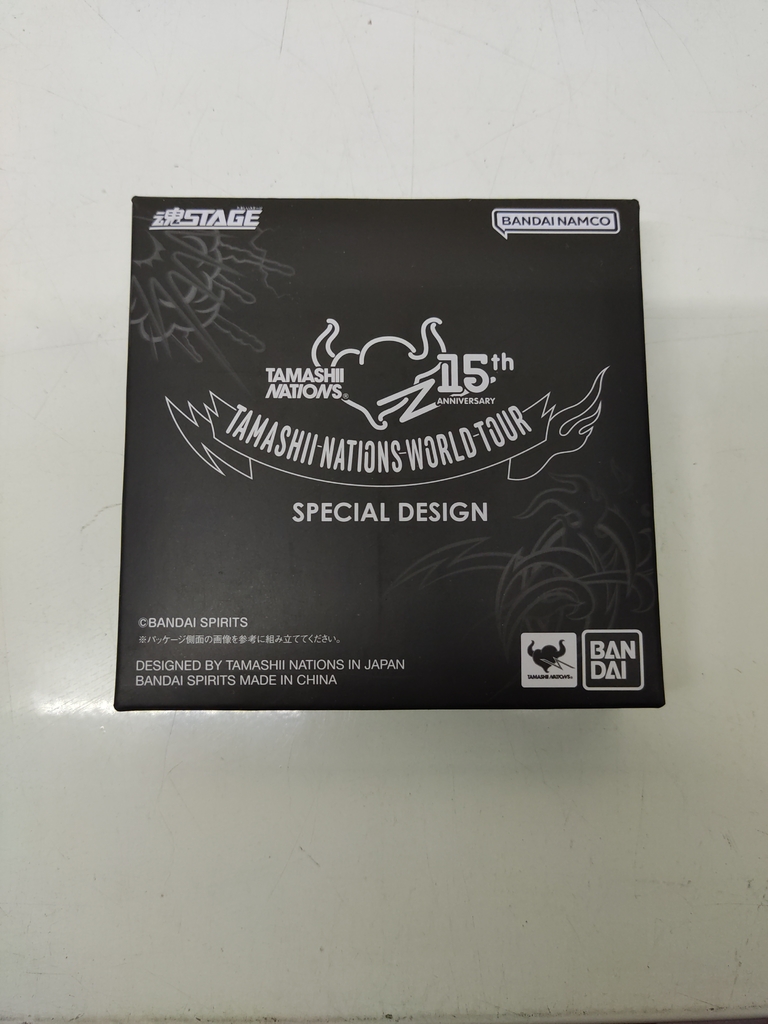 魂STAGE
BANDAI NAMCO
TAMASHII
NATIONS®
15th
ANNIVERSARY
TAMASHII NATIONS WORLD TOUR
SPECIAL DESIGN
©BANDAI SPIRITS
※パッケージ側面の画像を参考に組み立ててください。
DESIGNED BY TAMASHII NATIONS IN JAPAN
BANDAI SPIRITS MADE IN CHINA
TAMASHII NATIONS
BAN
DAI